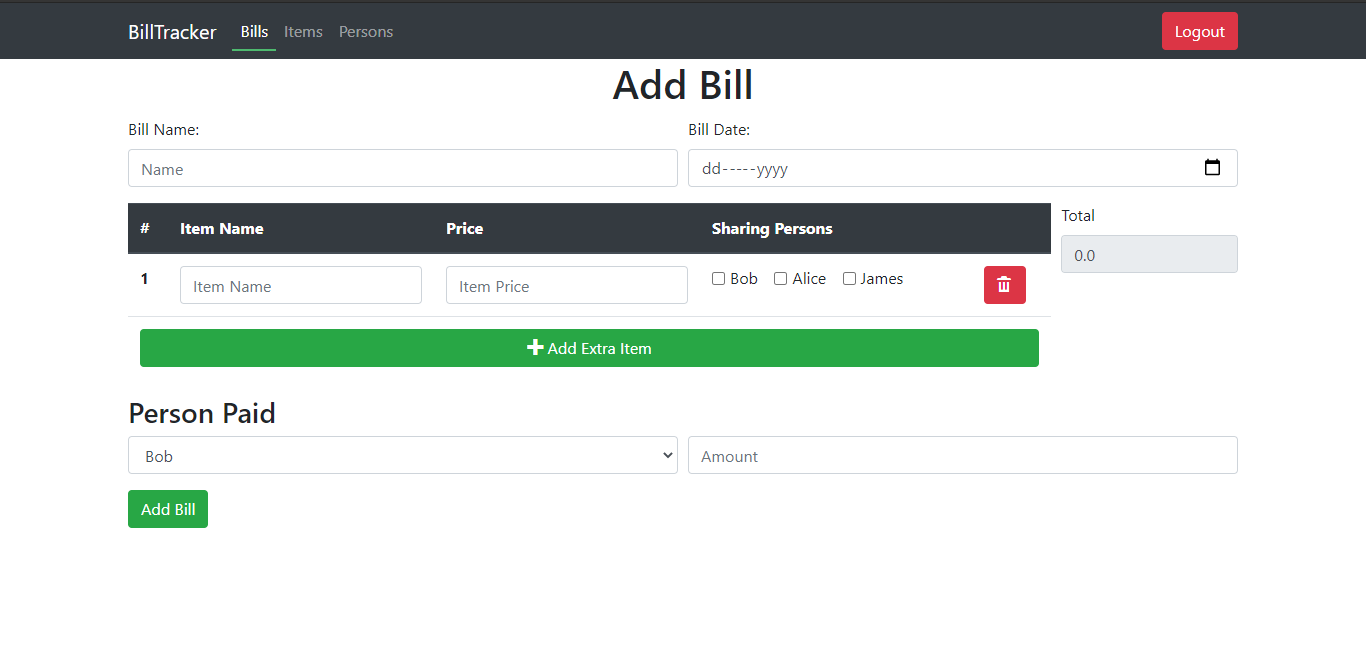 BillTracker Bills Items Persons Logout
Add Bill
Bill Name: Bill Date:
Name dd-----yyyy
# Item Name Price Sharing Persons Total
0.0
1 Item Name Item Price Bob Alice James
Add Extra Item
Person Paid
Bob Amount
Add Bill